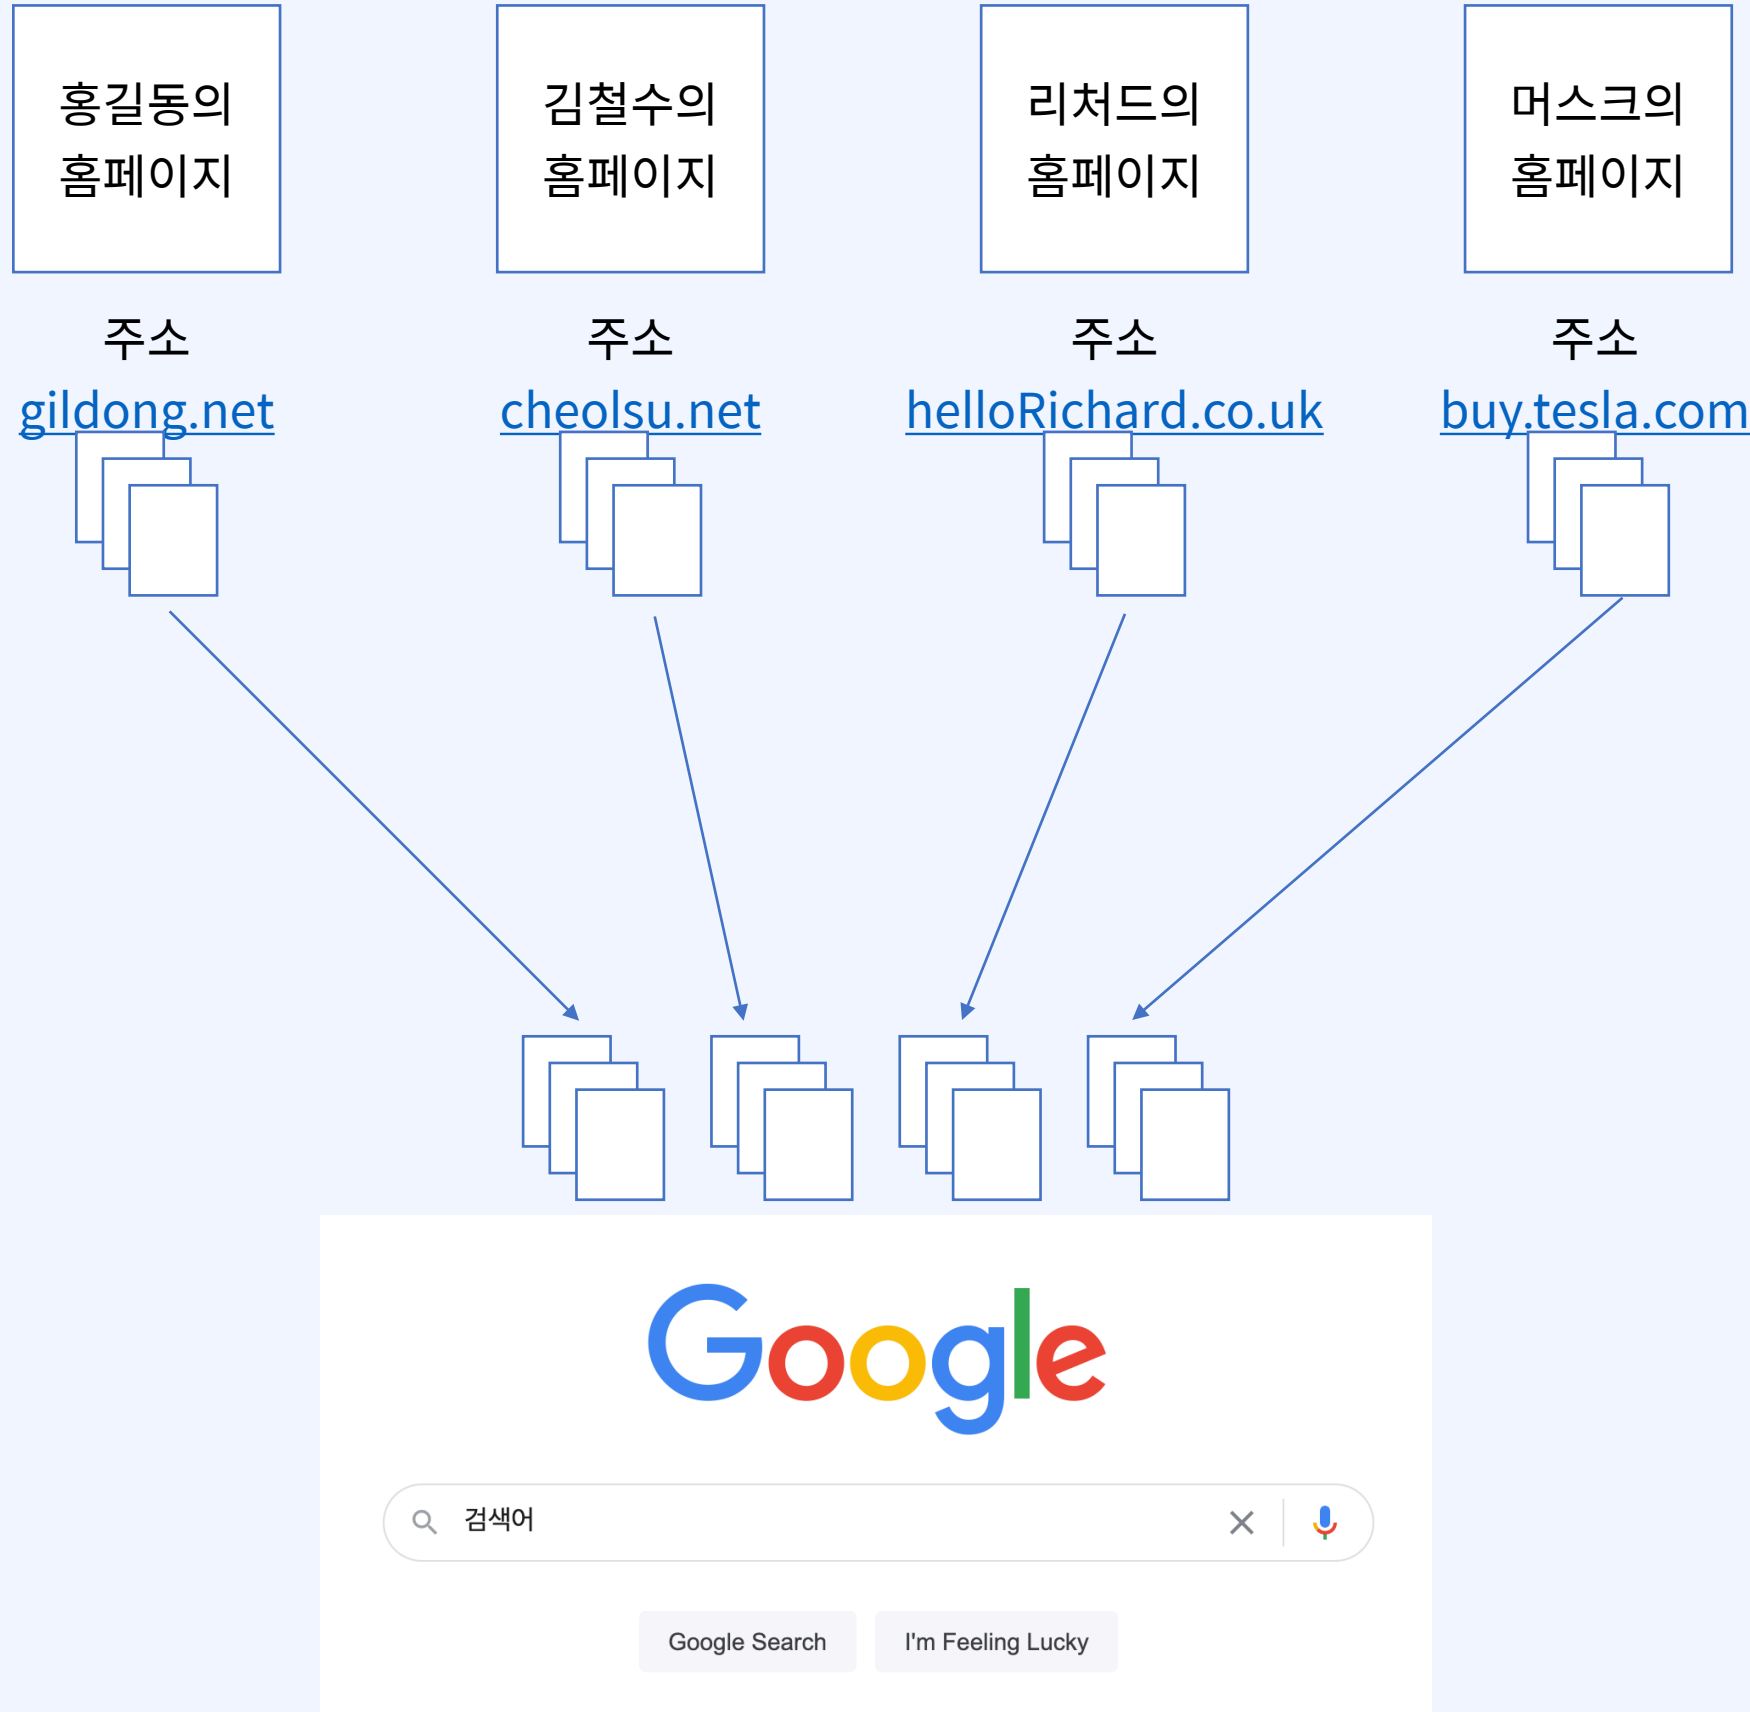 홍길동의
홈페이지
김철수의
홈페이지
리처드의
홈페이지
머스크의
홈페이지
주소
gildong.net
주소
cheolsu.net
주소
helloRichard.co.uk
주소
buy.tesla.com
Google
검색어
Google Search
I'm Feeling Lucky